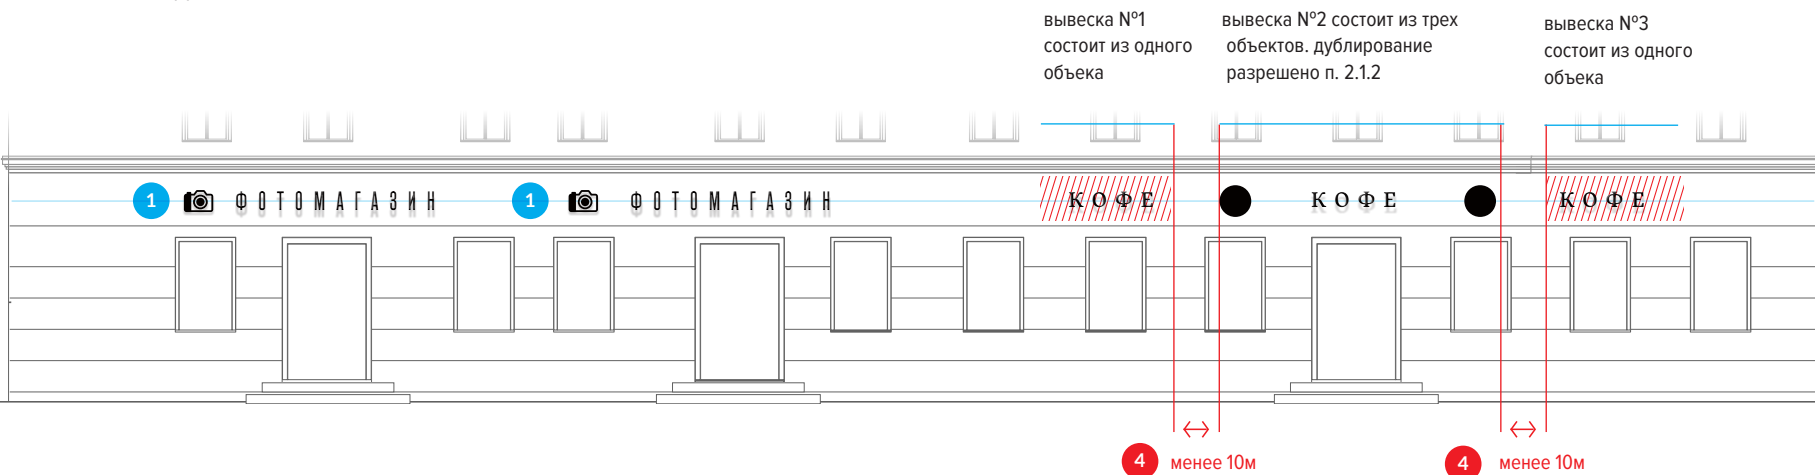 вывеска №1
состоит из одного
объека
вывеска №2 состоит из трех
объектов. дублирование
разрешено п. 2.1.2
вывеска №3
состоит из одного
объека
1 ФОТОМАГАЗИН
1 ФОТОМАГАЗИН
КОФЕ
КОФЕ
КОФЕ
4 менее 10м
4 менее 10м